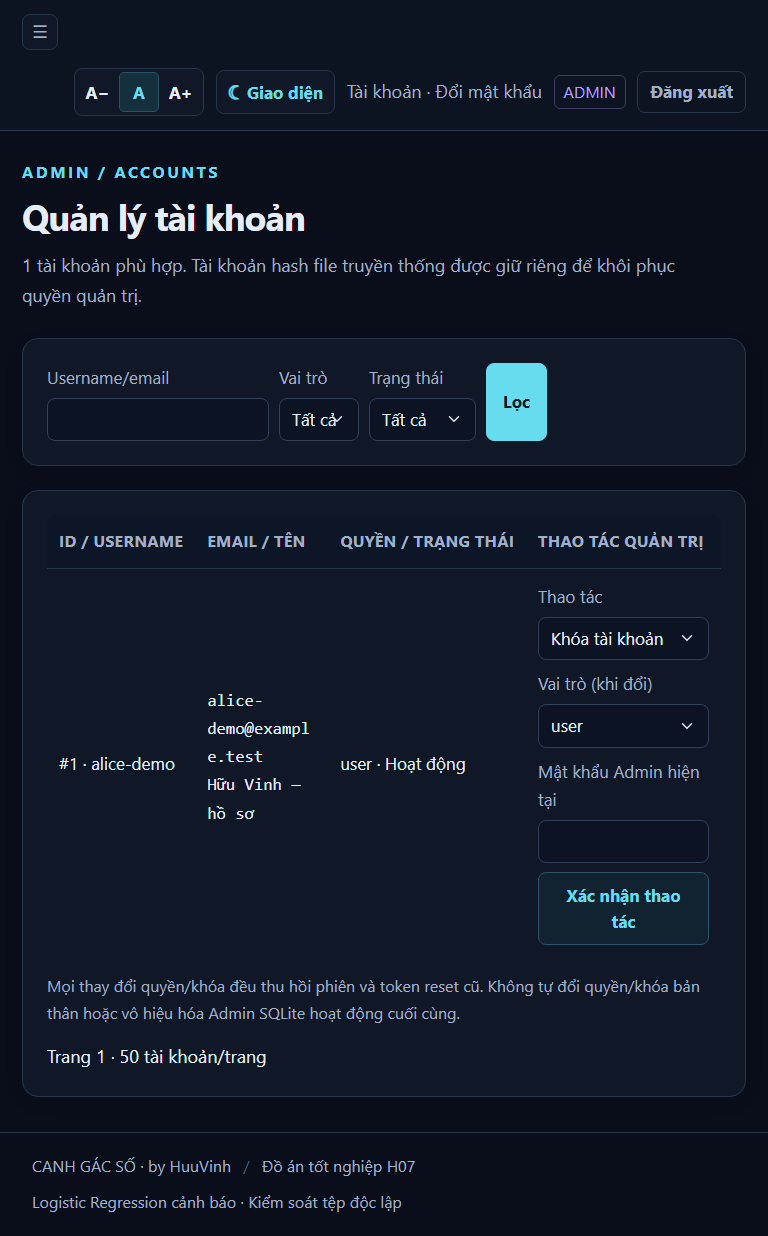 ☰
A− A A+ ☾ Giao diện Tài khoản · Đổi mật khẩu ADMIN Đăng xuất
ADMIN / ACCOUNTS
Quản lý tài khoản
1 tài khoản phù hợp. Tài khoản hash file truyền thống được giữ riêng để khôi phục
quyền quản trị.
Username/email Vai trò Trạng thái
Tất cả Tất cả Lọc
ID / USERNAME EMAIL / TÊN QUYỀN / TRẠNG THÁI THAO TÁC QUẢN TRỊ
#1 · alice-demo
alice-
demo@exampl
e.test
Hữu Vinh —
hồ sơ
user · Hoạt động
Thao tác
Khóa tài khoản
Vai trò (khi đổi)
user
Mật khẩu Admin hiện
tại
Xác nhận thao
tác
Mọi thay đổi quyền/khóa đều thu hồi phiên và token reset cũ. Không tự đổi quyền/khóa bản
thân hoặc vô hiệu hóa Admin SQLite hoạt động cuối cùng.
Trang 1 · 50 tài khoản/trang
CANH GÁC SỐ · by HuuVinh / Đồ án tốt nghiệp H07
Logistic Regression cảnh báo · Kiểm soát tệp độc lập